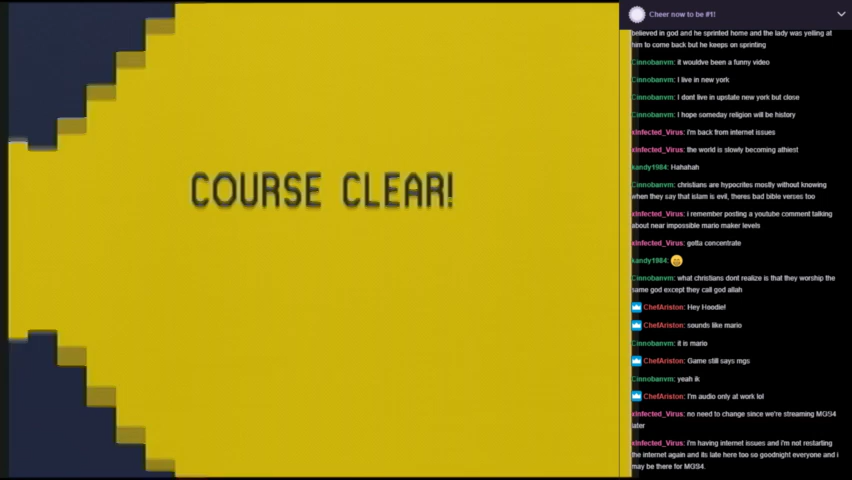 COURSE CLEAR!
Cheer now to be #1!
believed in god and he sprinted home and the lady was yelling at
him to come back but he keeps on sprinting
Cinnobanvm: it wouldve been a funny video
Cinnobanvm: I live in new york
Cinnobanvm: I dont live in upstate new york but close
Cinnobanvm: I hope someday religion will be history
xInfected_Virus: i'm back from internet issues
xInfected_Virus: the world is slowly becoming athiest
kandy1984: Hahahah
Cinnobanvm: christians are hypocrites mostly without knowing
when they say that islam is evil, theres bad bible verses too
xInfected_Virus: i remember posting a youtube comment talking
about near impossible mario maker levels
xInfected_Virus: gotta concentrate
kandy1984:
Cinnobanvm: what christians dont realize is that they worship the
same god except they call god allah
ChefAriston: Hey Hoodie!
ChefAriston: sounds like mario
Cinnobanvm: it is mario
ChefAriston: Game still says mgs
Cinnobanvm: yeah ik
ChefAriston: I'm audio only at work lol
xInfected_Virus: no need to change since we're streaming MGS4
later
xInfected_Virus: i'm having internet issues and i'm not restarting
the internet again and its late here too so goodnight everyone and i
may be there for MGS4.